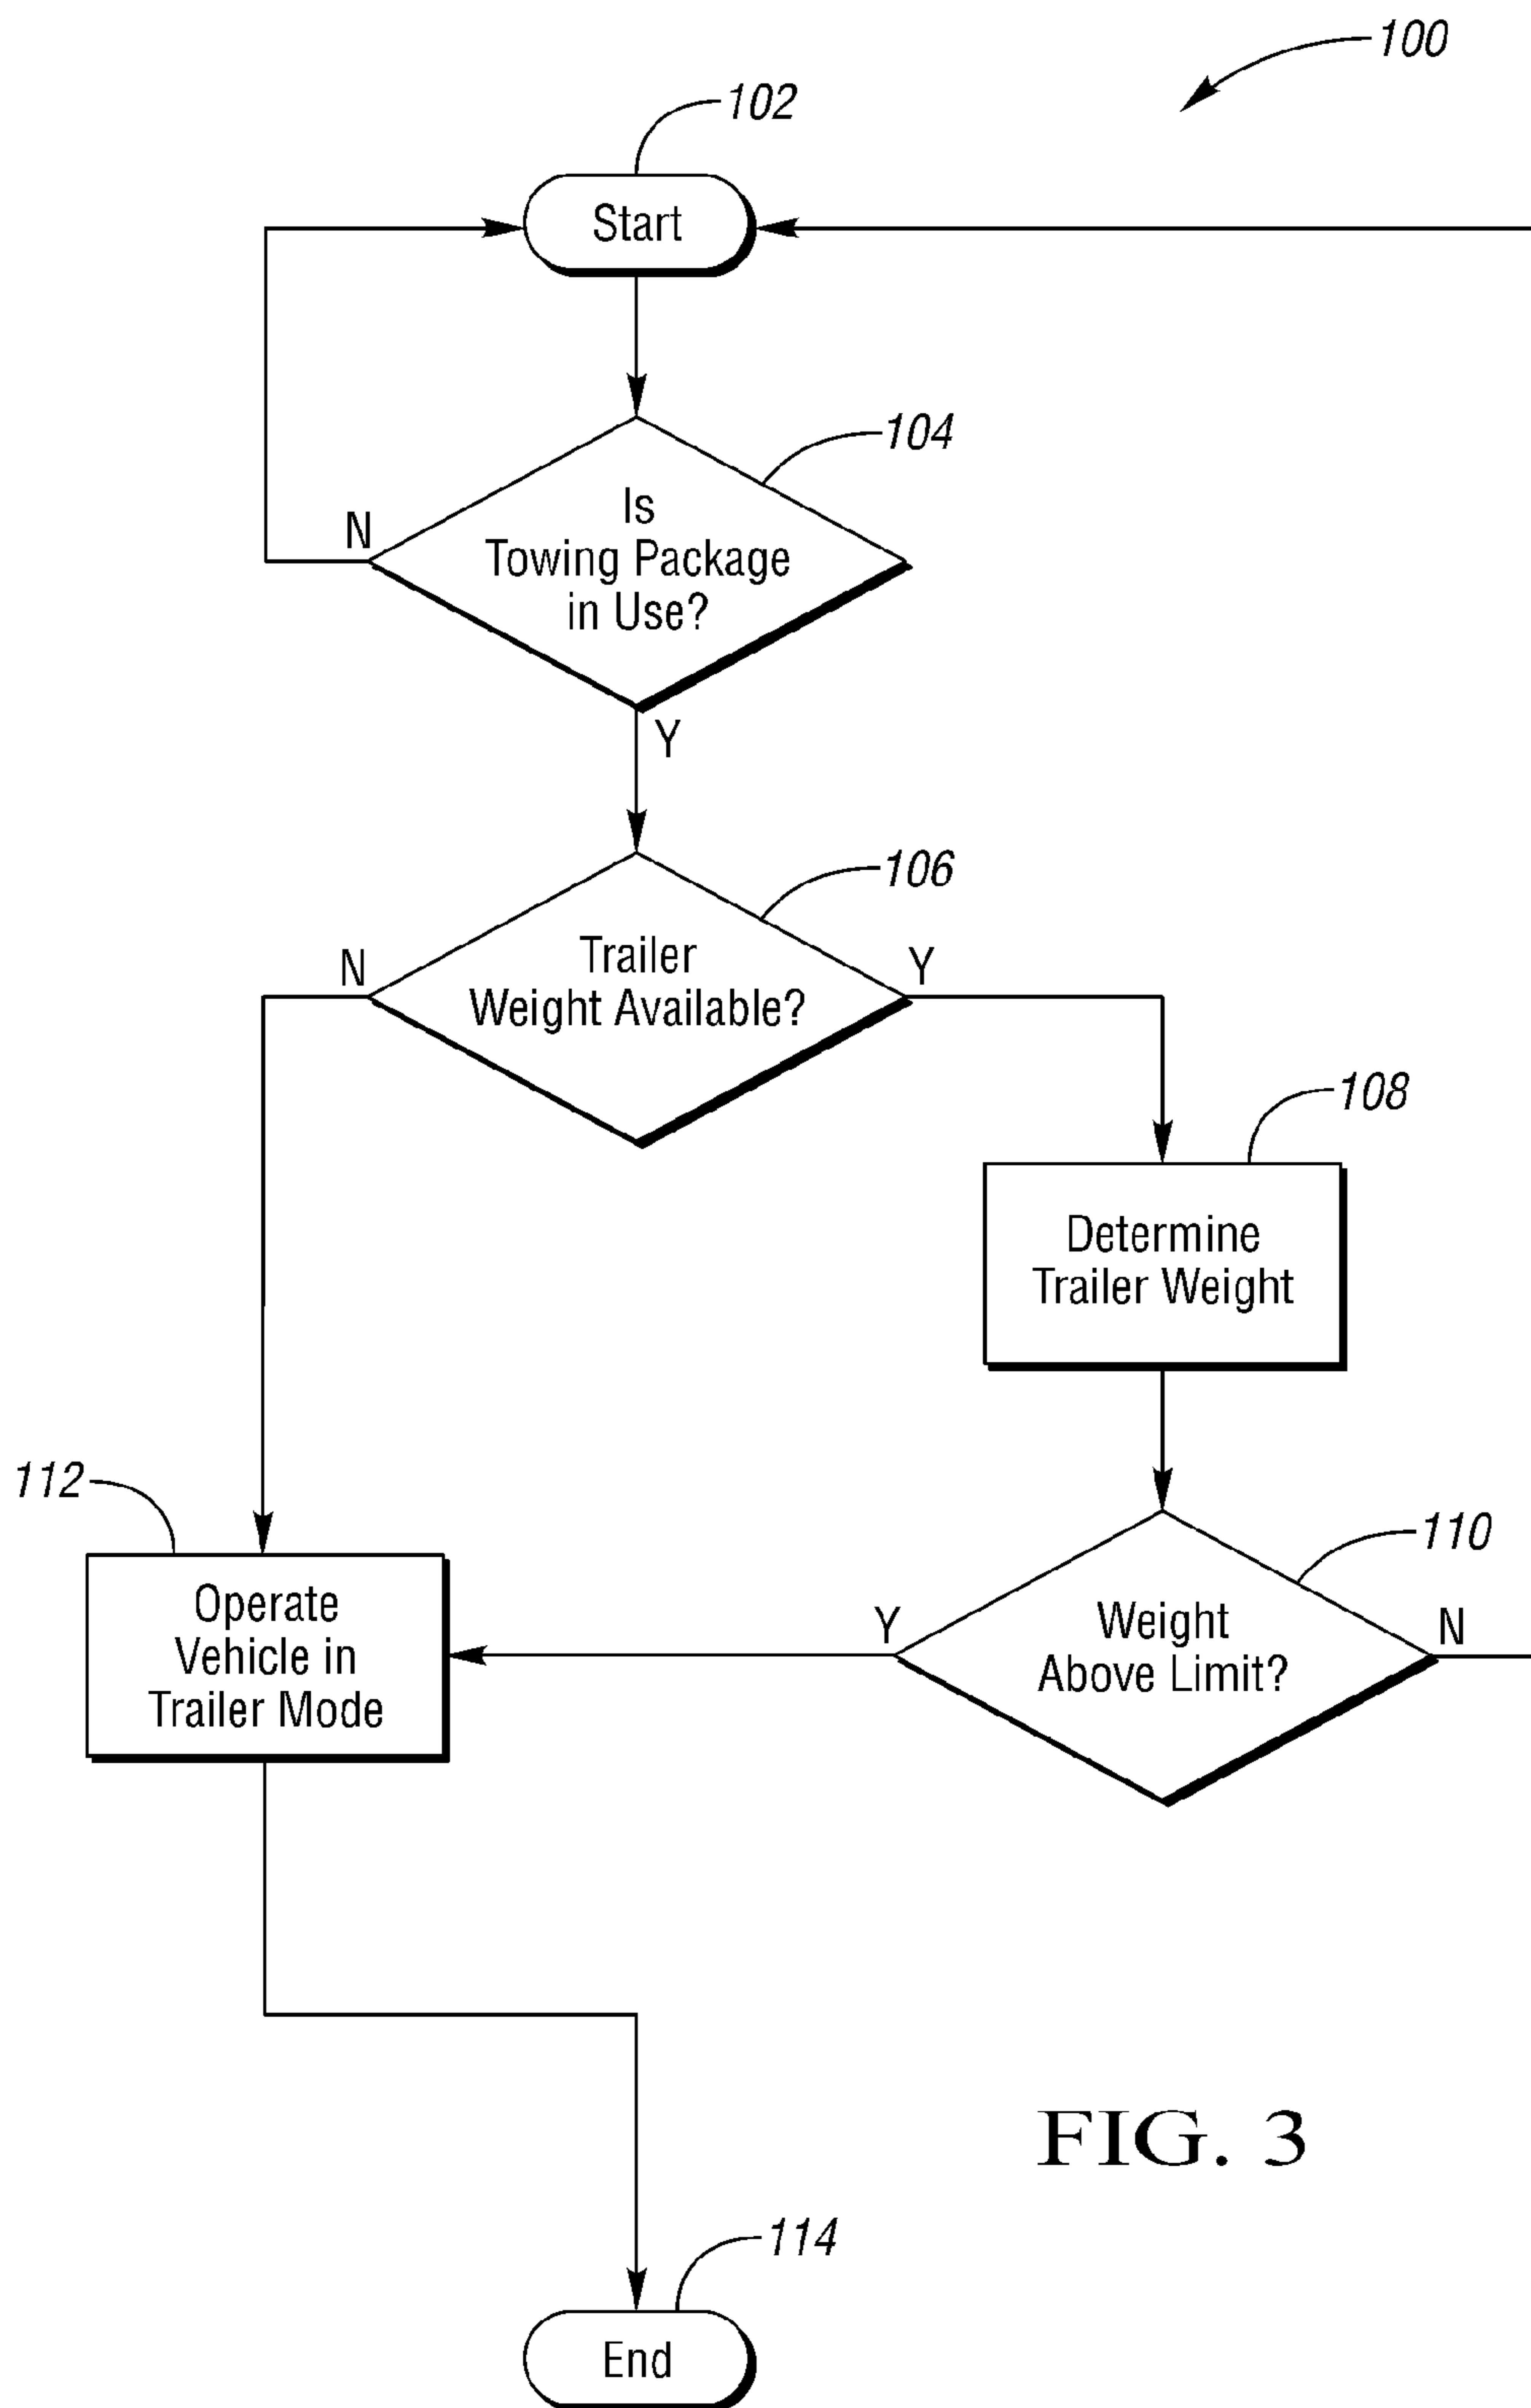 100
102
Start
104
Is
Towing Package
in Use?
N
Y
106
Trailer
Weight Available?
N
Y
108
Determine
Trailer Weight
110
Weight
Above Limit?
Y
N
112
Operate
Vehicle in
Trailer Mode
FIG. 3
114
End